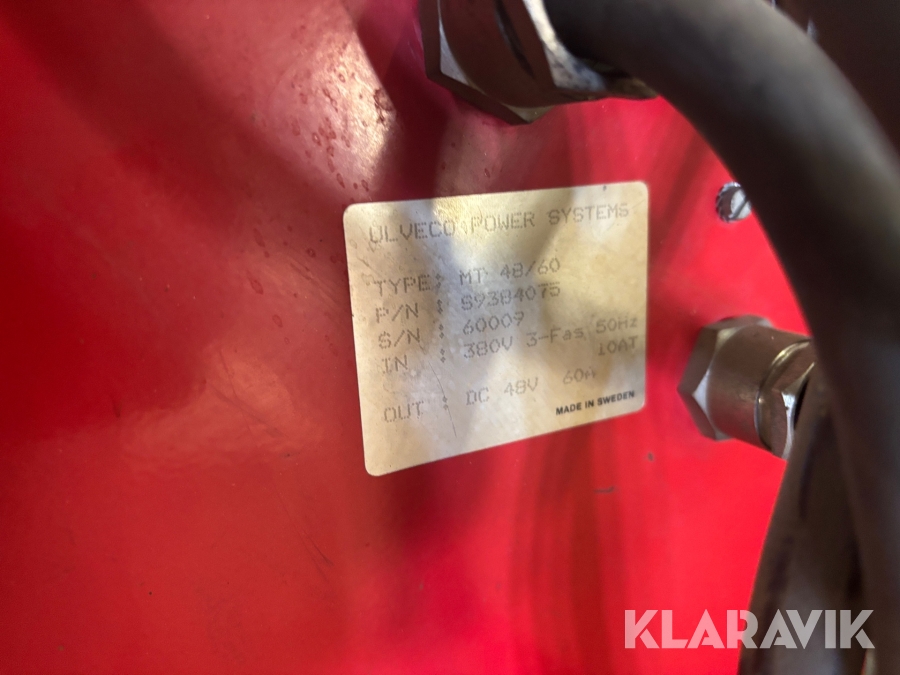 ULVECO POWER SYSTEMS
TYPE: MT 48/60
P/N : S9384075
S/N : 60009
IN : 380V 3-Fas 50Hz
10AT
OUT : DC 48V 60A
MADE IN SWEDEN
KLARAVIK